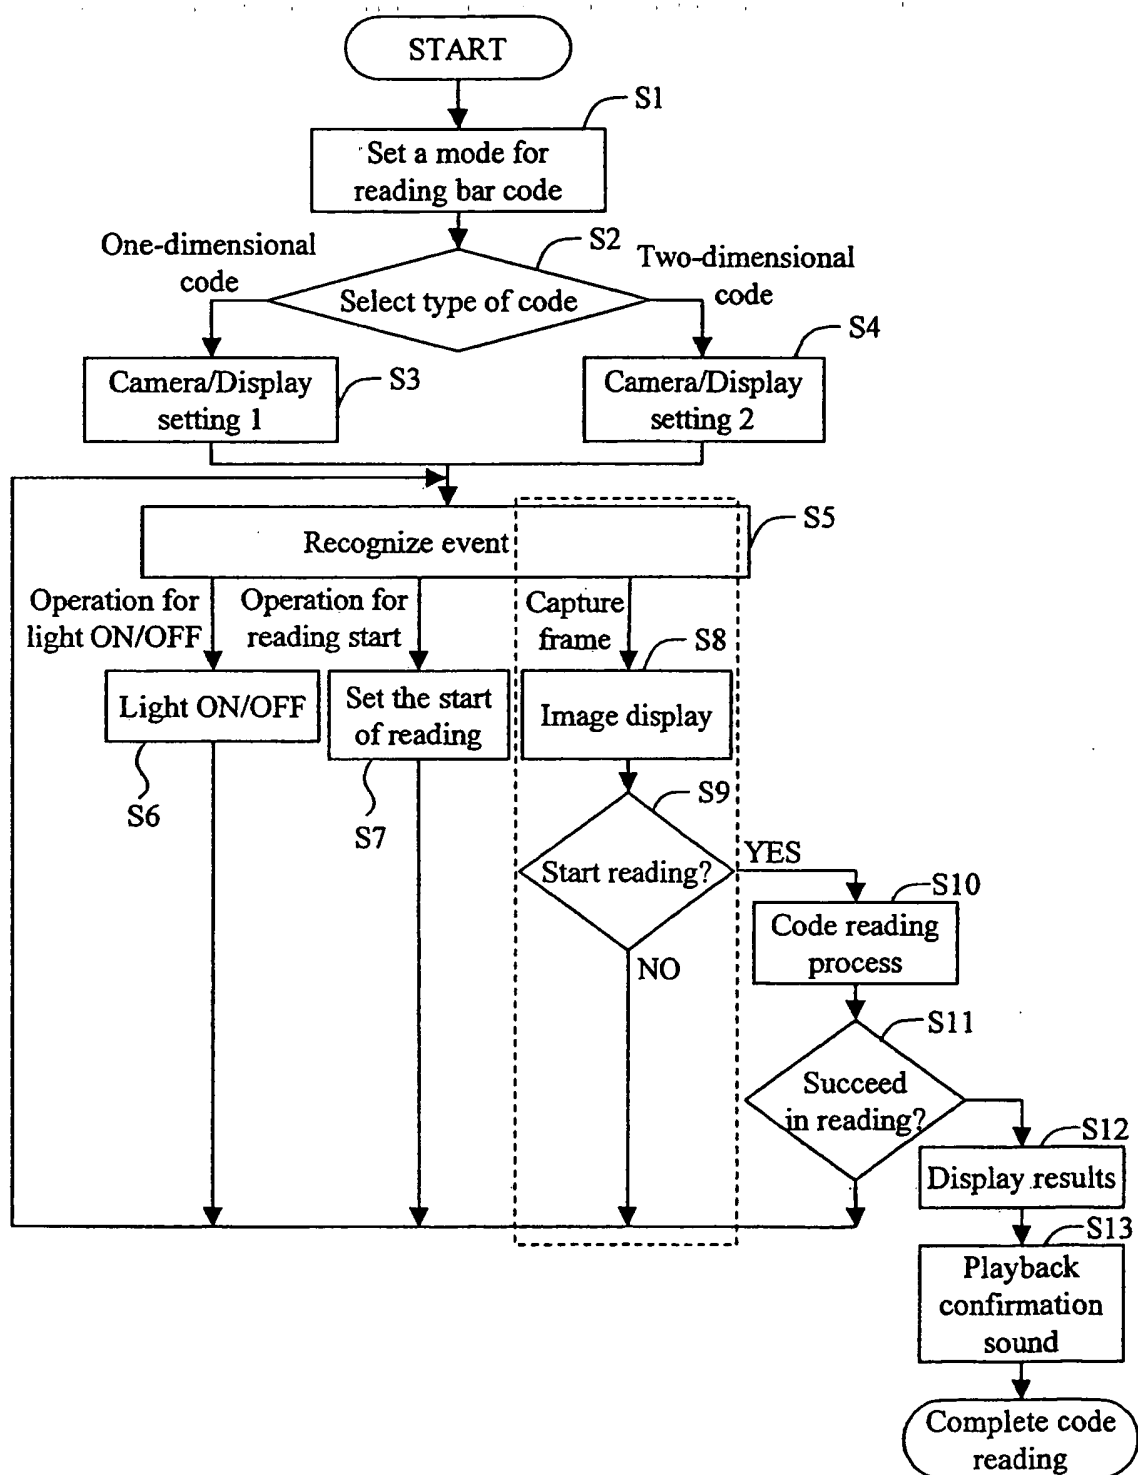 START
S1
Set a mode for
reading bar code
One-dimensional
code
S2
Two-dimensional
code
Select type of code
S4
Camera/Display
setting 1
S3
Camera/Display
setting 2
S5
Recognize event
Operation for
light ON/OFF
Operation for
reading start
Capture
frame
S8
Light ON/OFF
Set the start
of reading
Image display
S6
S7
S9
Start reading?
YES
NO
S10
Code reading
process
S11
Succeed
in reading?
S12
Display results
S13
Playback
confirmation
sound
Complete code
reading